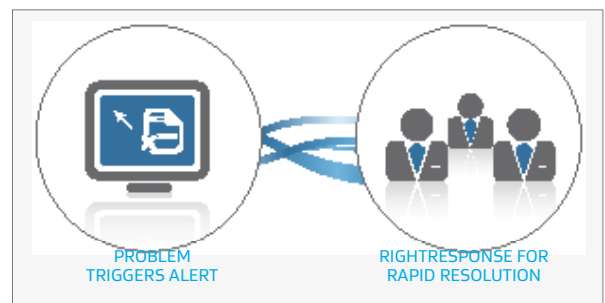 PROBLEM
TRIGGERS ALERT
RIGHTRESPONSE FOR
RAPID RESOLUTION